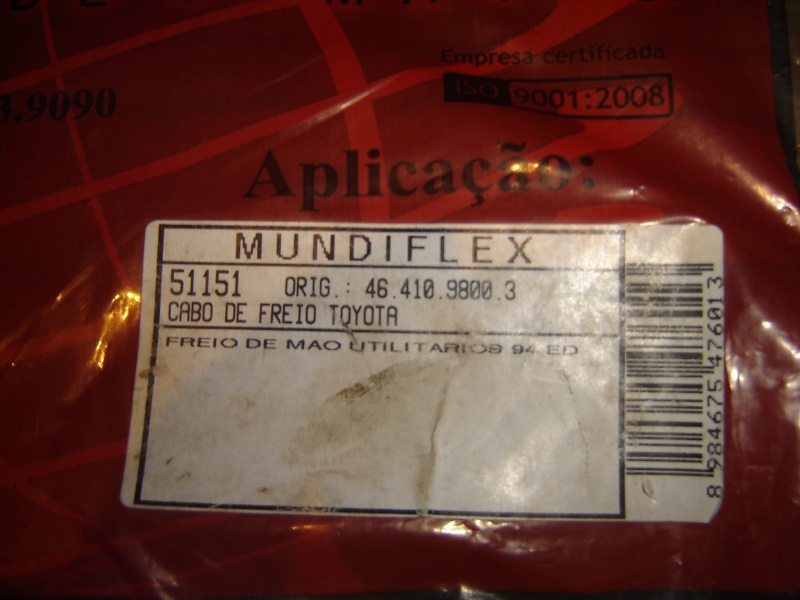 Empresa certificada
ISO 9001:2008
.9090
Aplicação:
MUNDIFLEX
51151 ORIG.: 46.410.9800.3
CABO DE FREIO TOYOTA
FREIO DE MAO UTILITARIOS 94 ED
8 984675 476013